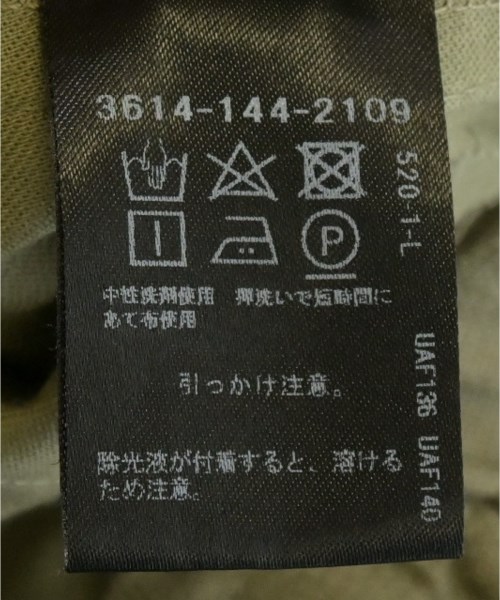 3614-144-2109
520 1-L
P
中性洗剤使用 押洗いで短時間に
あて布使用
引っかけ注意。
UAF136 UAF140
除光液が付着すると、溶ける
ため注意。